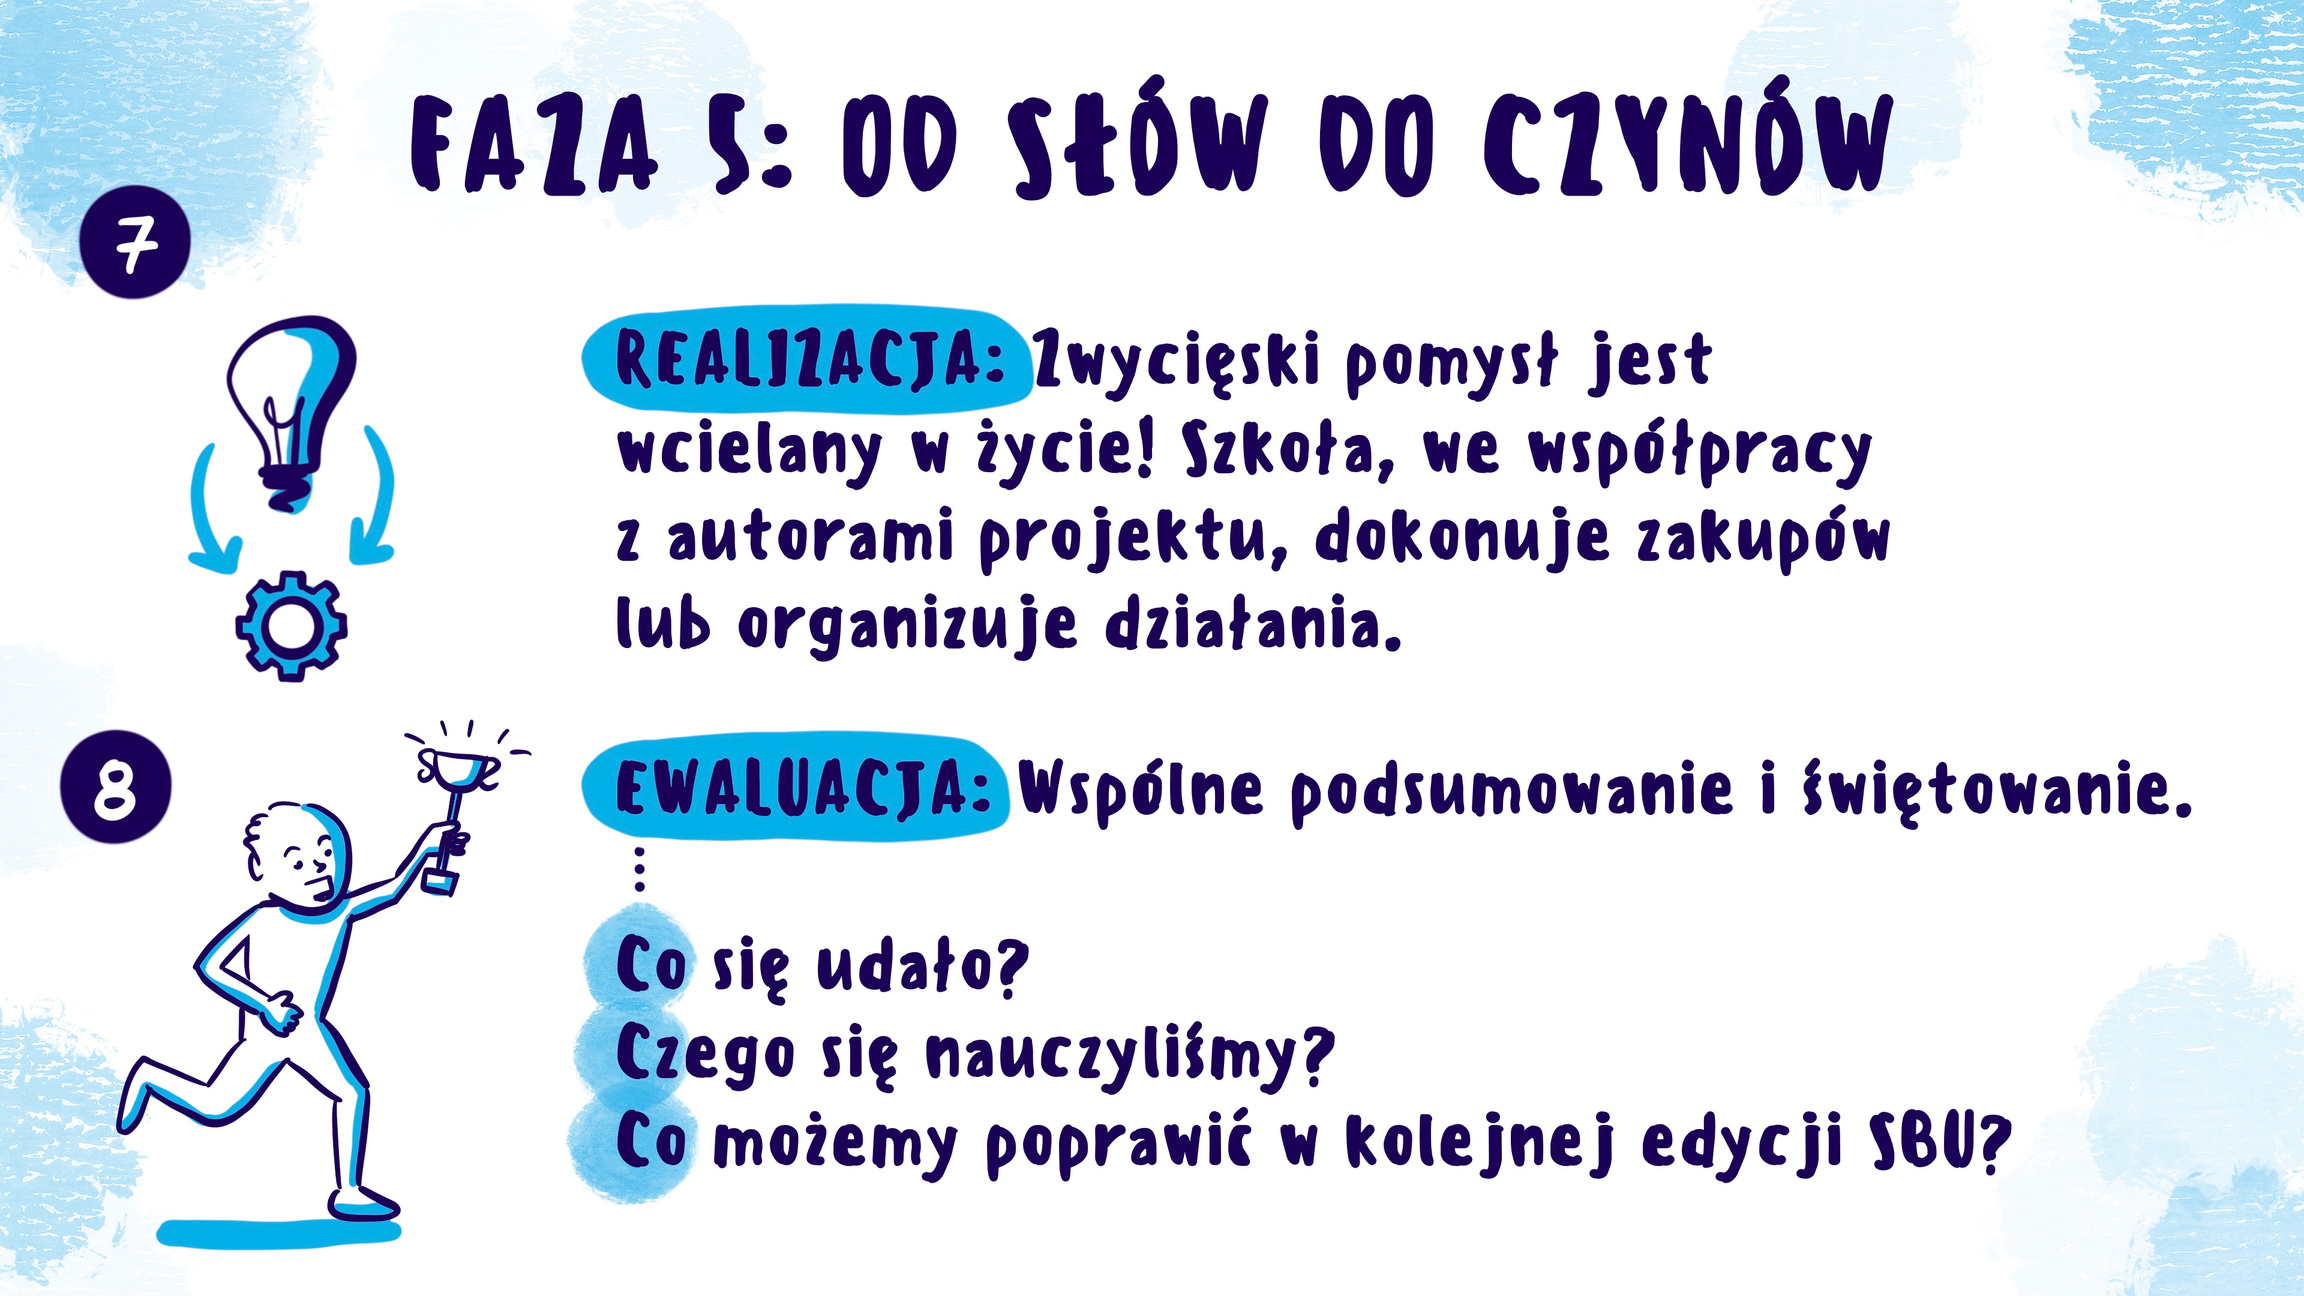 FAZA 5: OD SŁÓW DO CZYNÓW
7
REALIZACJA: Zwycięski pomysł jest
wcielany w życie! Szkoła, we współpracy
z autorami projektu, dokonuje zakupów
lub organizuje działania.
8
EWALUACJA: Wspólne podsumowanie i świętowanie.
Co się udało?
Czego się nauczyliśmy?
Co możemy poprawić w kolejnej edycji SBU?